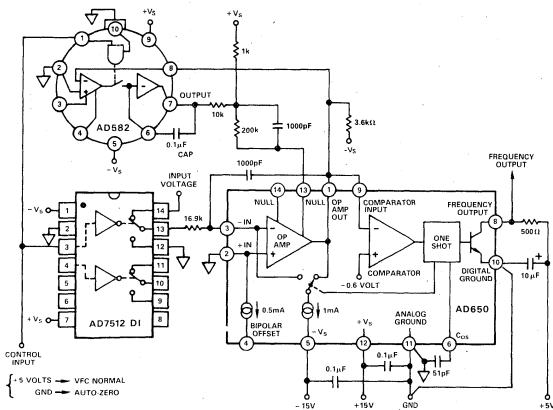 +VS
10
1
9
2
8
3
7
4
5
6
AD582
-VS
OUTPUT
0.1µF
CAP
10k
+VS
1k
200k
1000pF
3.6kΩ
-VS
1000pF
INPUT
VOLTAGE
16.9k
-VS
1
2
3
4
5
6
7
+VS
14
13
12
11
10
9
8
AD7512 DI
CONTROL
INPUT
+5 VOLTS → VFC NORMAL
GND → AUTO-ZERO
14
13
1
9
NULL
NULL
OP
AMP
OUT
COMPARATOR
INPUT
3
-IN
2
+IN
OP
AMP
COMPARATOR
-0.6 VOLT
ONE
SHOT
FREQUENCY
OUTPUT
FREQUENCY
OUTPUT
8
500Ω
10
DIGITAL
GROUND
10µF
0.5mA
1mA
BIPOLAR
OFFSET
-VS
+VS
ANALOG
GROUND
AD650
COS
4
5
12
11
6
0.1µF
0.1µF
51pF
-15V
+15V
GND
+5V